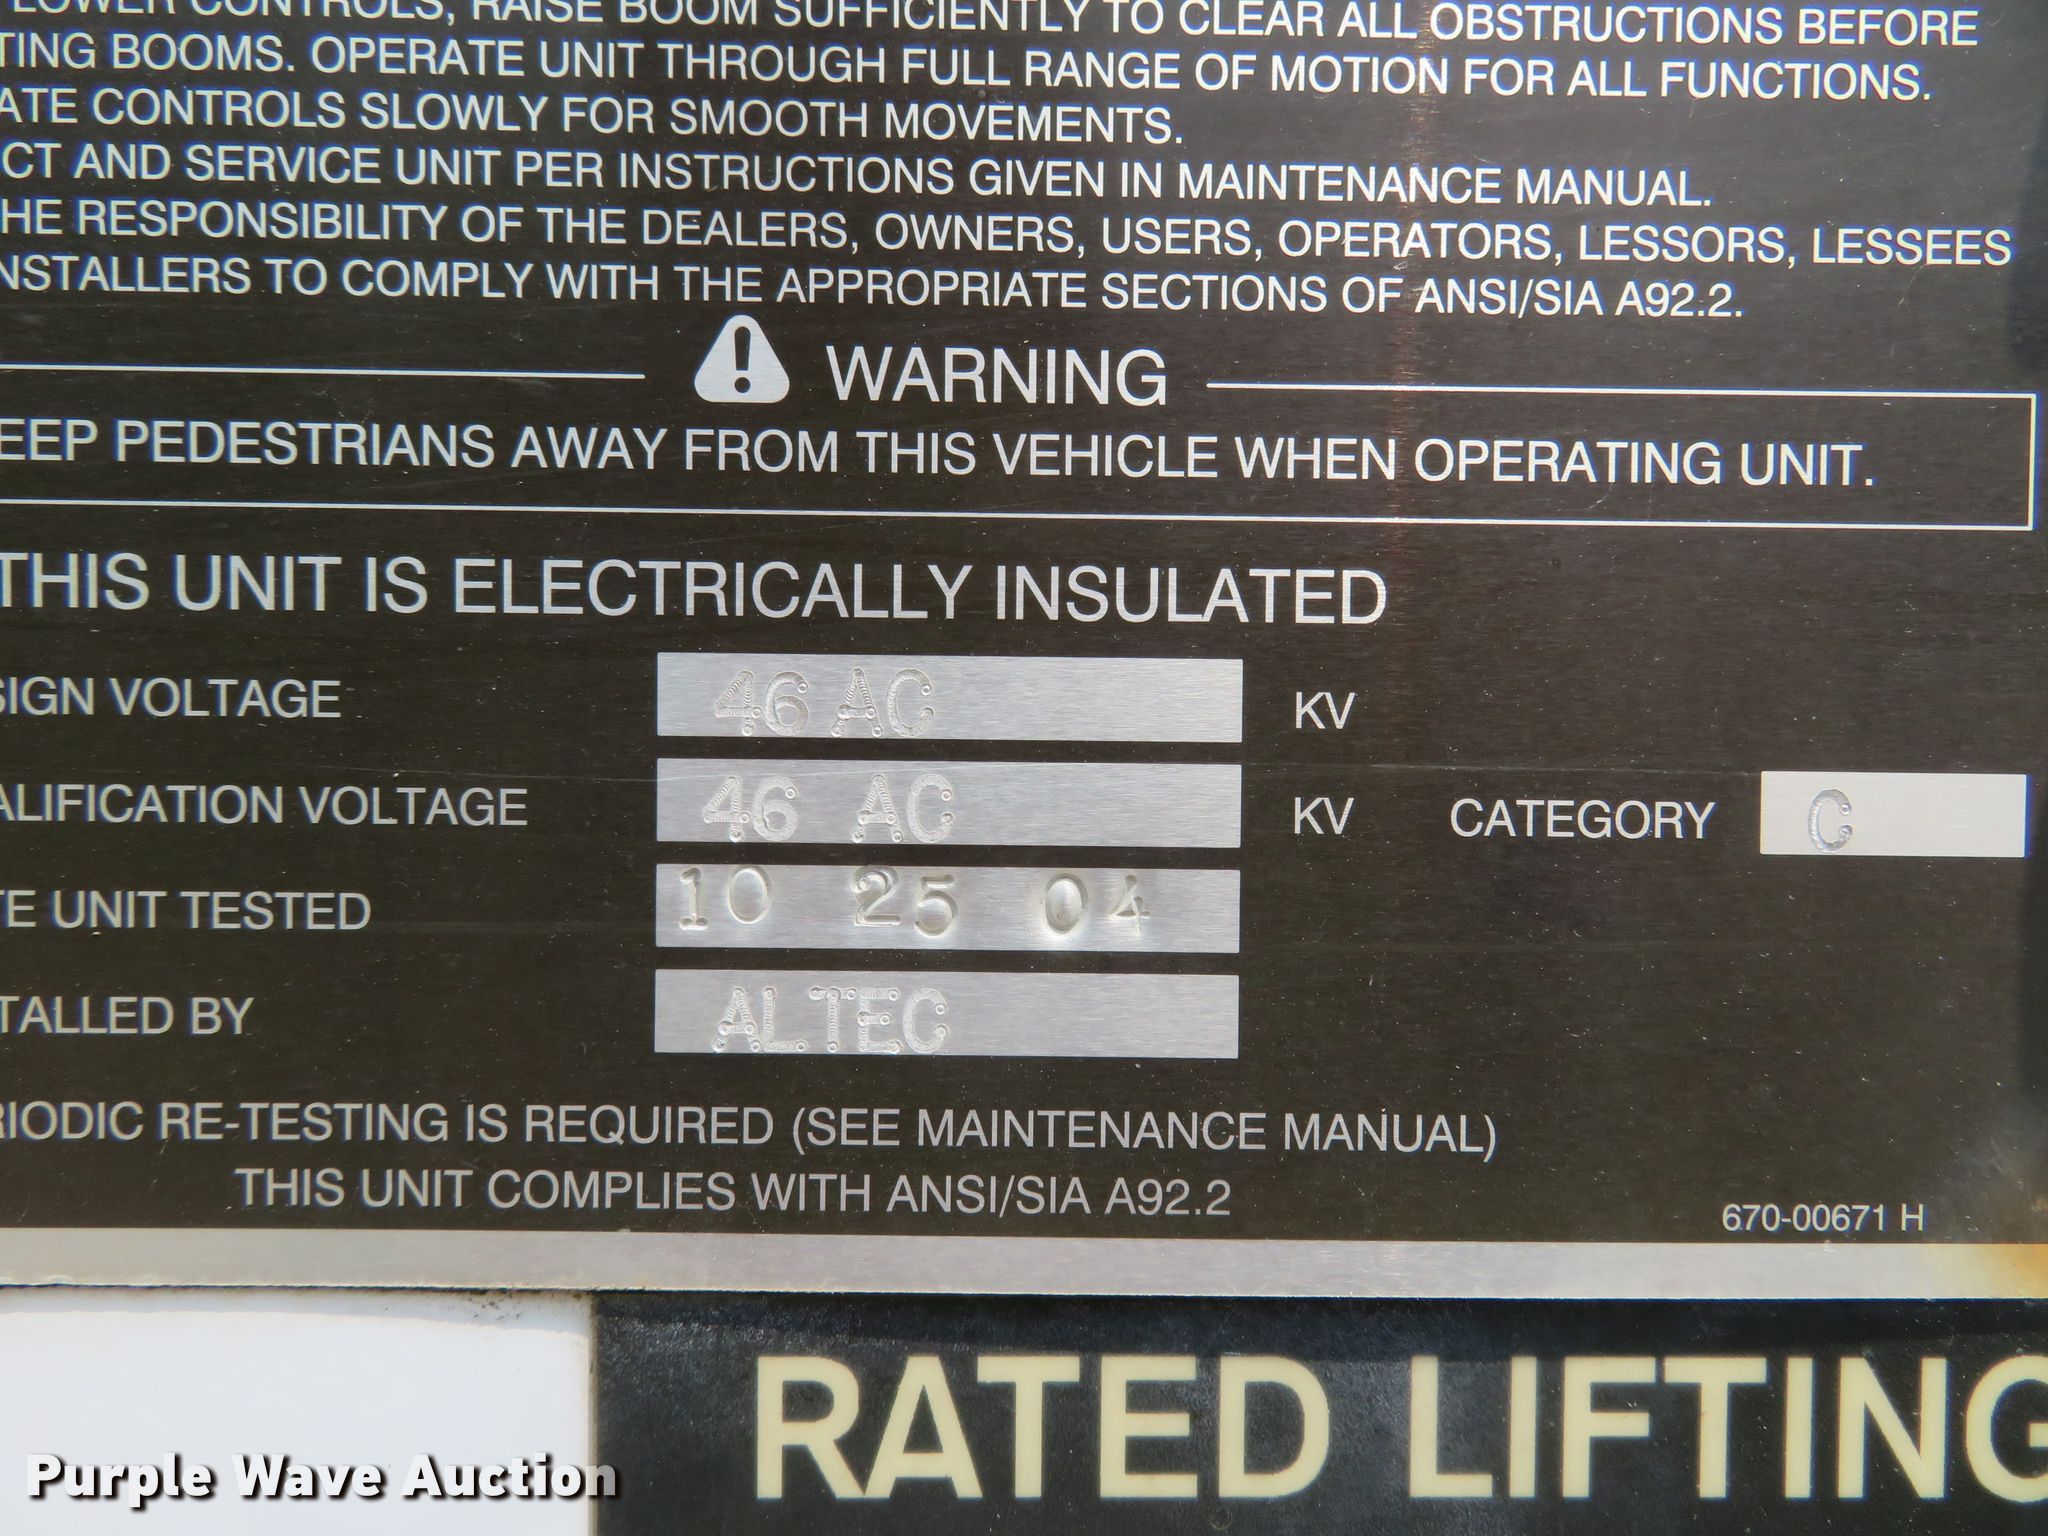 LOWER CONTROLS, RAISE BOOM SUFFICIENTLY TO CLEAR ALL OBSTRUCTIONS BEFORE
TING BOOMS. OPERATE UNIT THROUGH FULL RANGE OF MOTION FOR ALL FUNCTIONS.
ATE CONTROLS SLOWLY FOR SMOOTH MOVEMENTS.
CT AND SERVICE UNIT PER INSTRUCTIONS GIVEN IN MAINTENANCE MANUAL.
HE RESPONSIBILITY OF THE DEALERS, OWNERS, USERS, OPERATORS, LESSORS, LESSEES
NSTALLERS TO COMPLY WITH THE APPROPRIATE SECTIONS OF ANSI/SIA A92.2.
WARNING
EEP PEDESTRIANS AWAY FROM THIS VEHICLE WHEN OPERATING UNIT.
THIS UNIT IS ELECTRICALLY INSULATED
SIGN VOLTAGE 46 AC KV
ALIFICATION VOLTAGE 46 AC KV CATEGORY C
TE UNIT TESTED 10 25 04
TALLED BY ALTEC
RIODIC RE-TESTING IS REQUIRED (SEE MAINTENANCE MANUAL)
THIS UNIT COMPLIES WITH ANSI/SIA A92.2
670-00671 H
RATED LIFTING
Purple Wave Auction